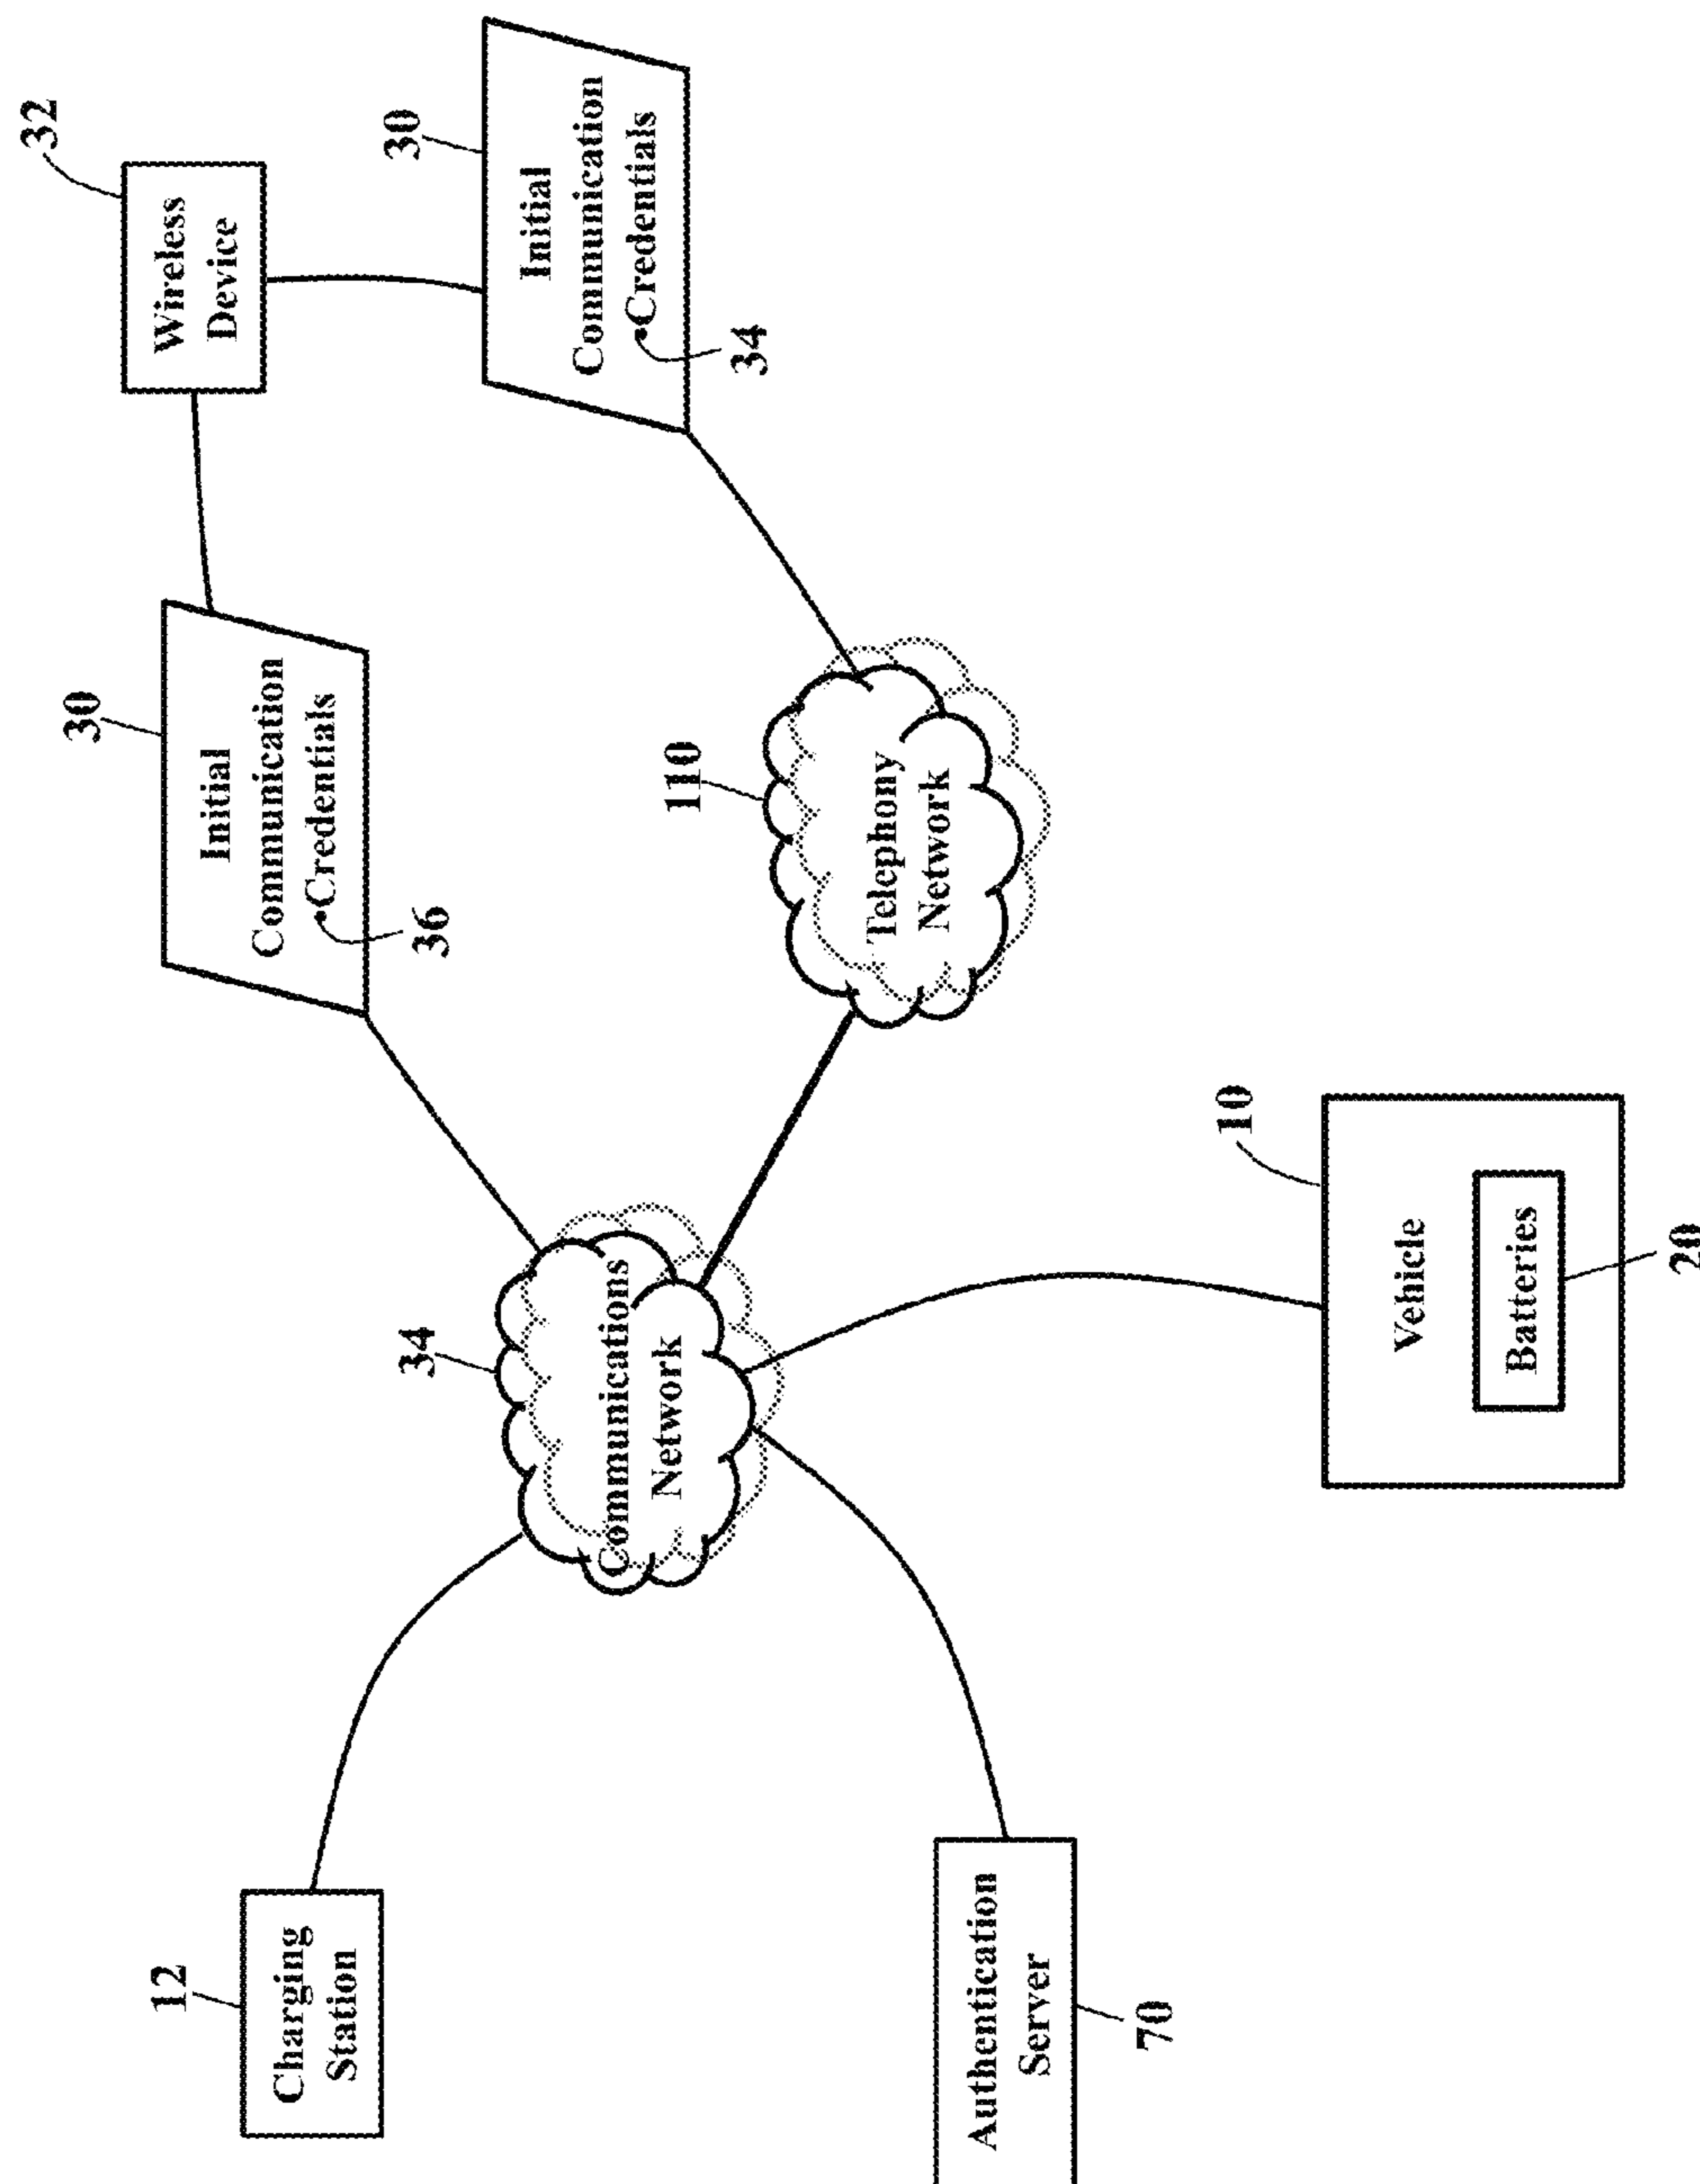 32
Wireless
Device
30
Initial
Communication
•Credentials
36
12
Charging
Station
30
Initial
Communication
•Credentials
34
34
Communications
Network
110
Telephony
Network
Authentication
Server
70
10
Vehicle
Batteries
20